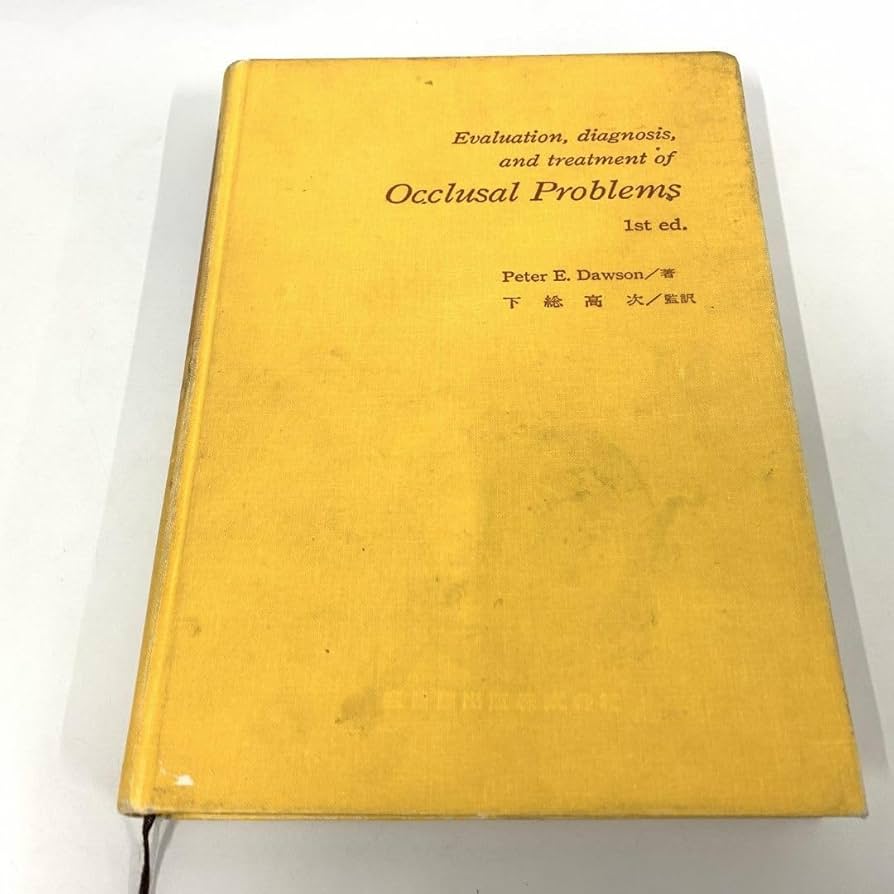 Evaluation, diagnosis,
and treatment of
Occlusal Problems
1st ed.
Peter E. Dawson／著
下総高次／監訳